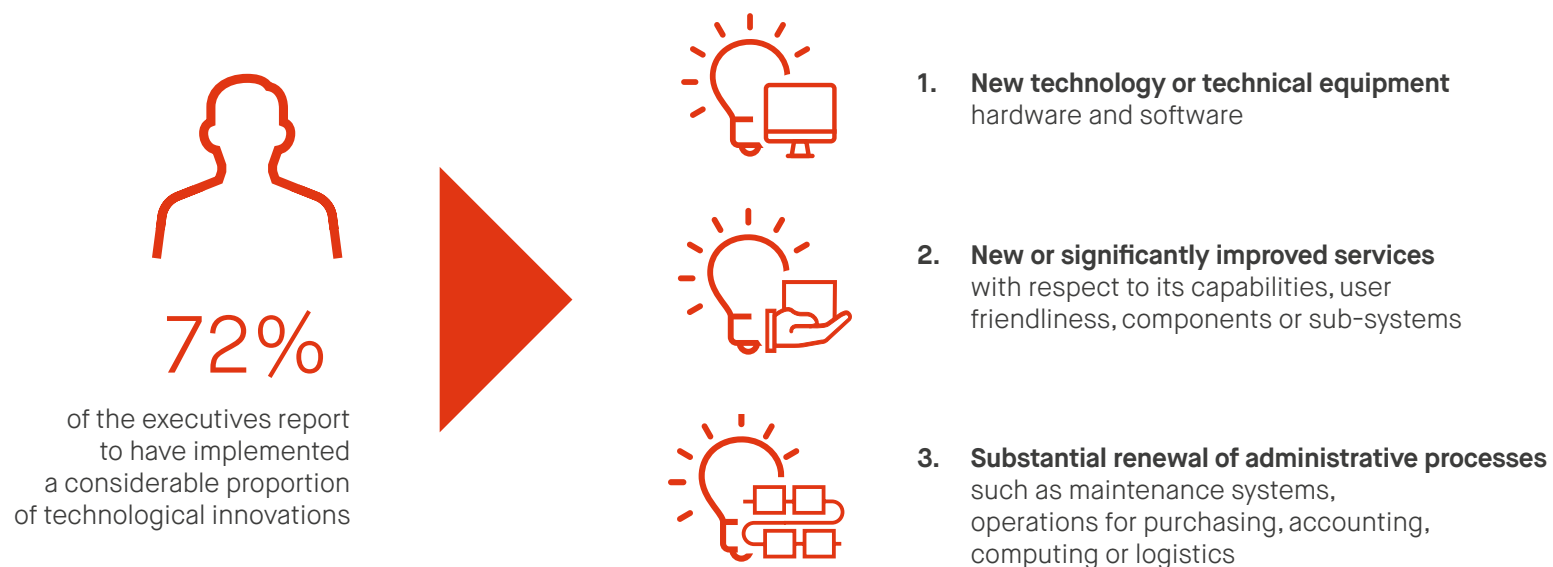 72%
of the executives report
to have implemented
a considerable proportion
of technological innovations
1. New technology or technical equipment
hardware and software
2. New or significantly improved services
with respect to its capabilities, user
friendliness, components or sub-systems
3. Substantial renewal of administrative processes
such as maintenance systems,
operations for purchasing, accounting,
computing or logistics